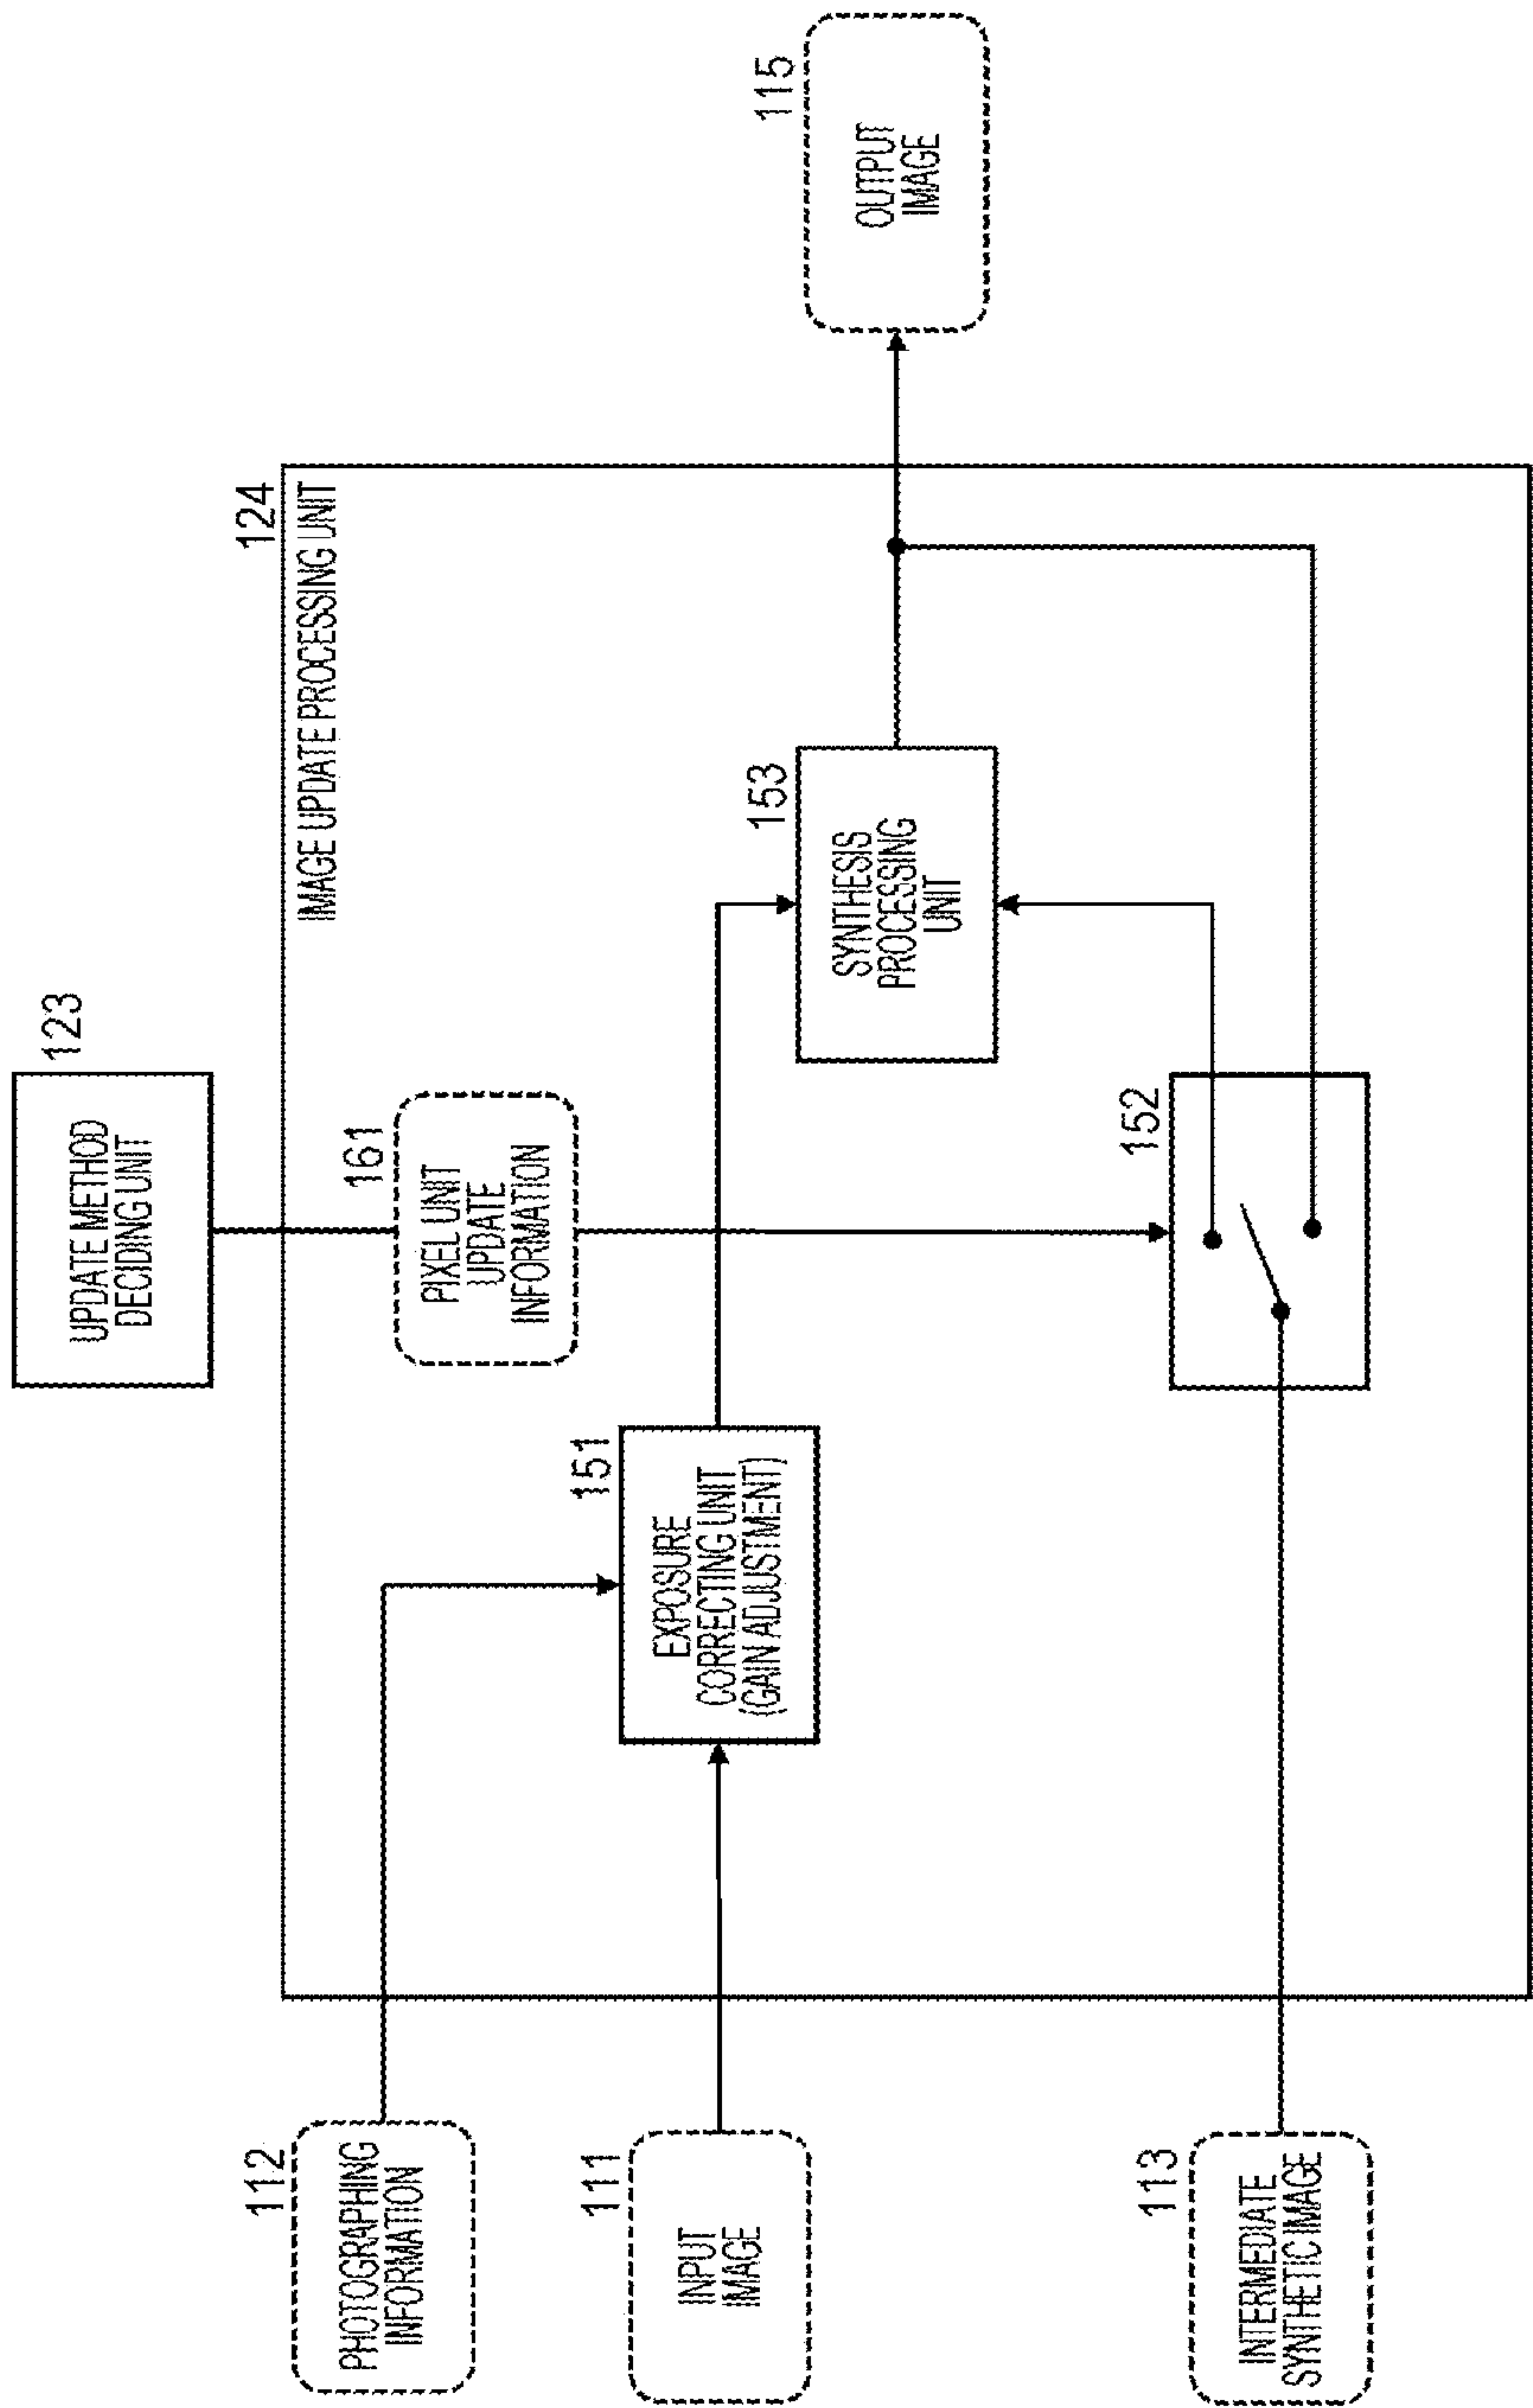 123
UPDATE METHOD
DECIDING UNIT
124
IMAGE UPDATE PROCESSING UNIT
112
PHOTOGRAPHING
INFORMATION
161
PIXEL UNIT
UPDATE
INFORMATION
111
INPUT
IMAGE
151
EXPOSURE
CORRECTING UNIT
(GAIN ADJUSTMENT)
153
SYNTHESIS
PROCESSING
UNIT
115
OUTPUT
IMAGE
113
INTERMEDIATE
SYNTHETIC IMAGE
152